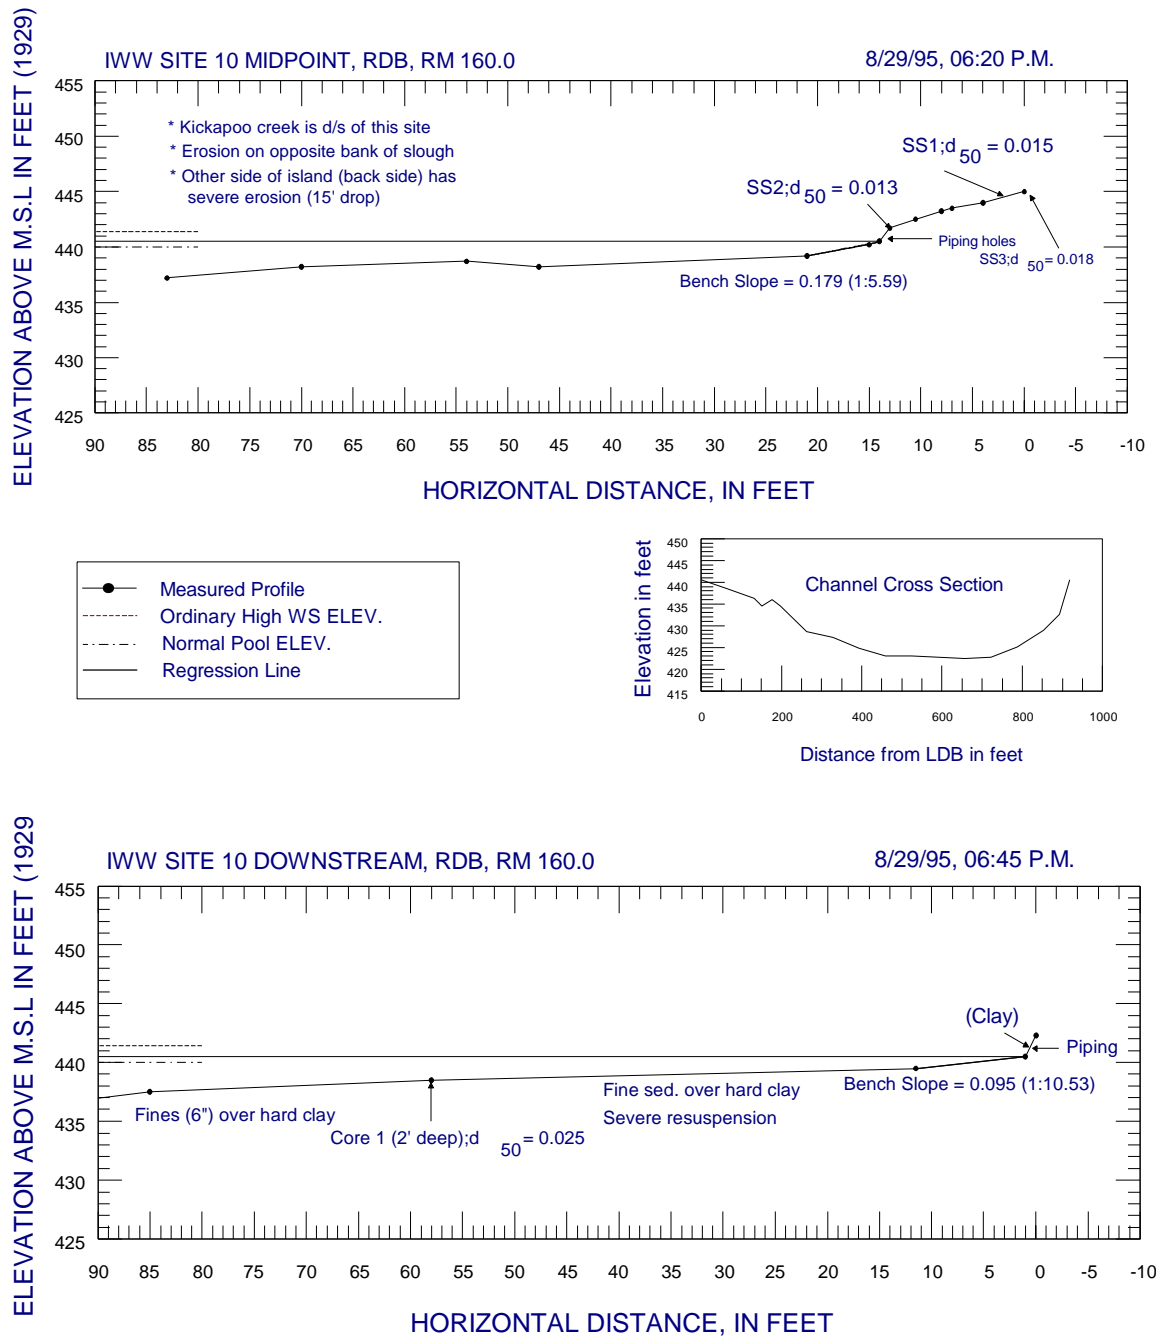 IWW SITE 10 MIDPOINT, RDB, RM 160.0
8/29/95, 06:20 P.M.
ELEVATION ABOVE M.S.L IN FEET (1929)
455
450
445
440
435
430
425
* Kickapoo creek is d/s of this site
* Erosion on opposite bank of slough
* Other side of island (back side) has
severe erosion (15' drop)
SS1;d50 = 0.015
SS2;d50 = 0.013
Piping holes
SS3;d50 = 0.018
Bench Slope = 0.179 (1:5.59)
90 85 80 75 70 65 60 55 50 45 40 35 30 25 20 15 10 5 0 -5 -10
HORIZONTAL DISTANCE, IN FEET
Measured Profile
Ordinary High WS ELEV.
Normal Pool ELEV.
Regression Line
Elevation in feet
450
445
440
435
430
425
420
415
Channel Cross Section
0 200 400 600 800 1000
Distance from LDB in feet
IWW SITE 10 DOWNSTREAM, RDB, RM 160.0
8/29/95, 06:45 P.M.
ELEVATION ABOVE M.S.L IN FEET (1929
455
450
445
440
435
430
425
(Clay)
Piping
Bench Slope = 0.095 (1:10.53)
Fine sed. over hard clay
Severe resuspension
Fines (6") over hard clay
Core 1 (2' deep);d50 = 0.025
90 85 80 75 70 65 60 55 50 45 40 35 30 25 20 15 10 5 0 -5 -10
HORIZONTAL DISTANCE, IN FEET